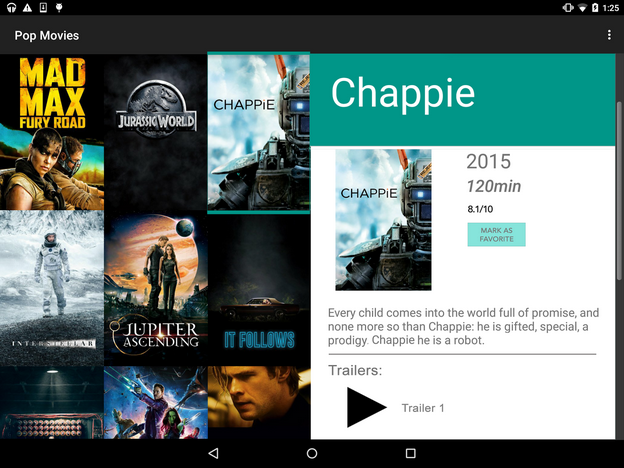 1:25
Pop Movies
MAD
MAX
FURY ROAD
JURASSIC WORLD
CHAPPiE
INTERSTELLAR
JUPITER
ASCENDING
IT FOLLOWS
Chappie
CHAPPiE
2015
120min
8.1/10
MARK AS
FAVORITE
Every child comes into the world full of promise, and
none more so than Chappie: he is gifted, special, a
prodigy. Chappie he is a robot.
Trailers:
Trailer 1